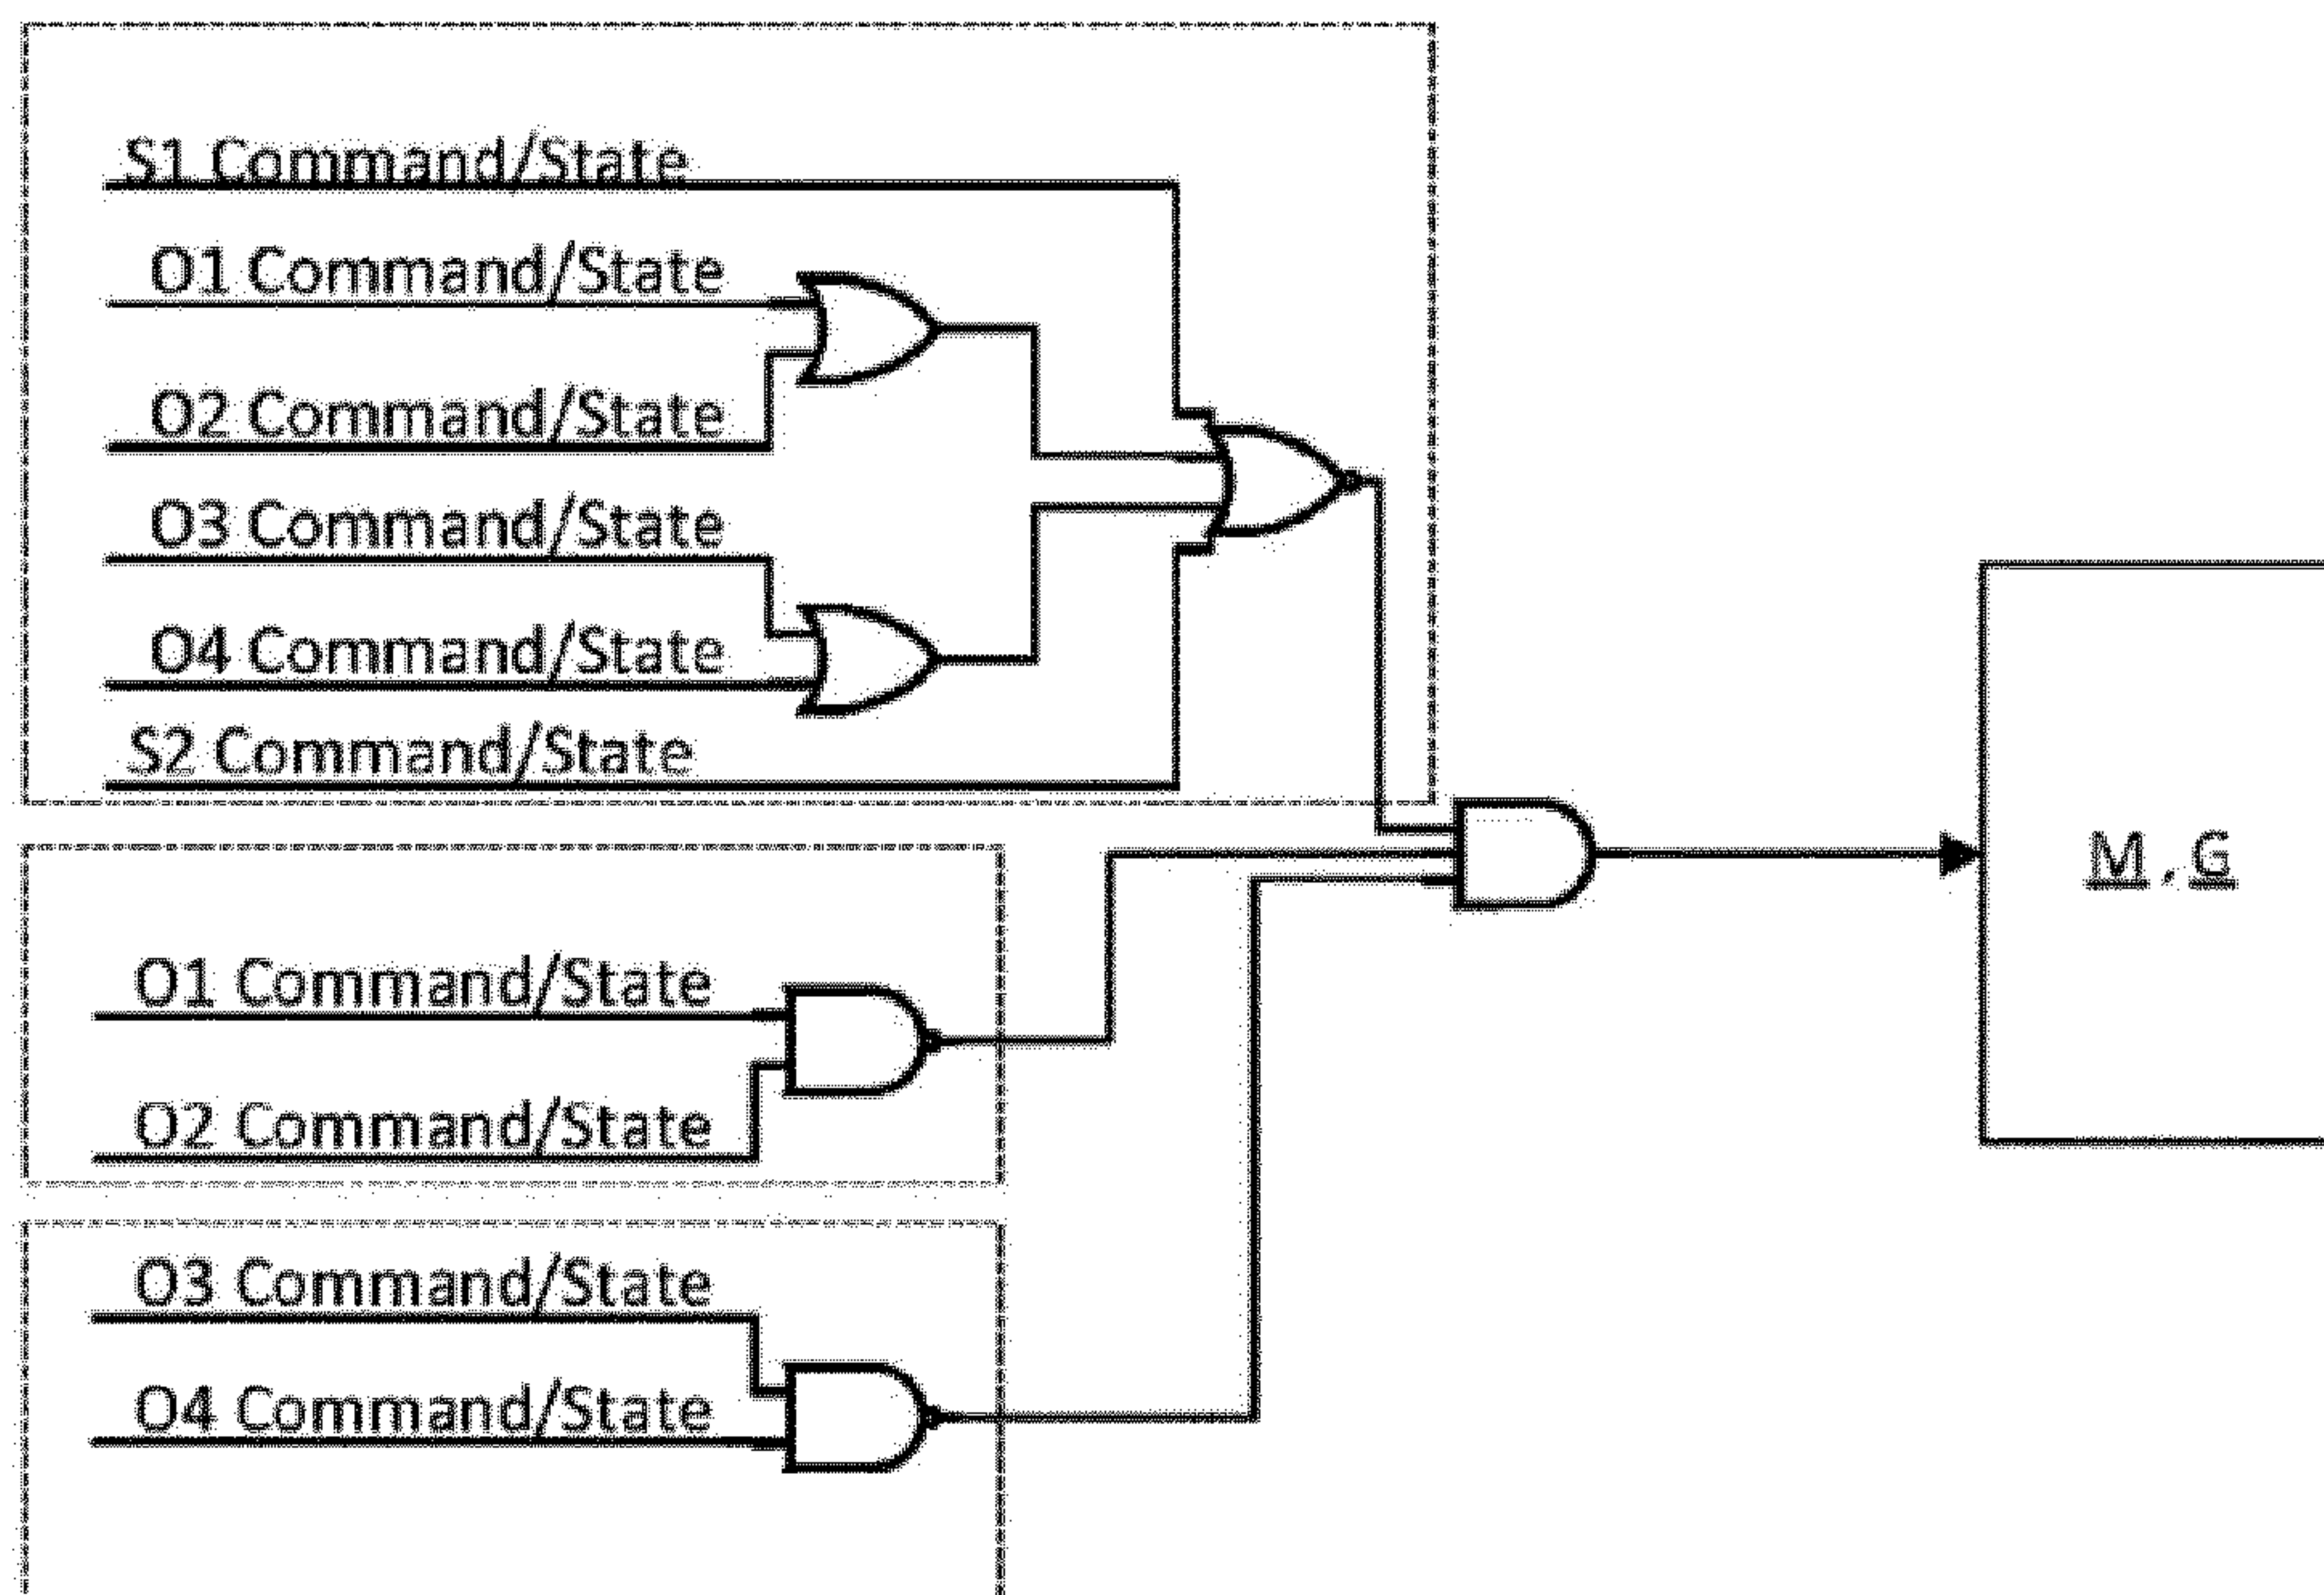 S1 Command/State
O1 Command/State
O2 Command/State
O3 Command/State
O4 Command/State
S2 Command/State
M , G
O1 Command/State
O2 Command/State
O3 Command/State
O4 Command/State